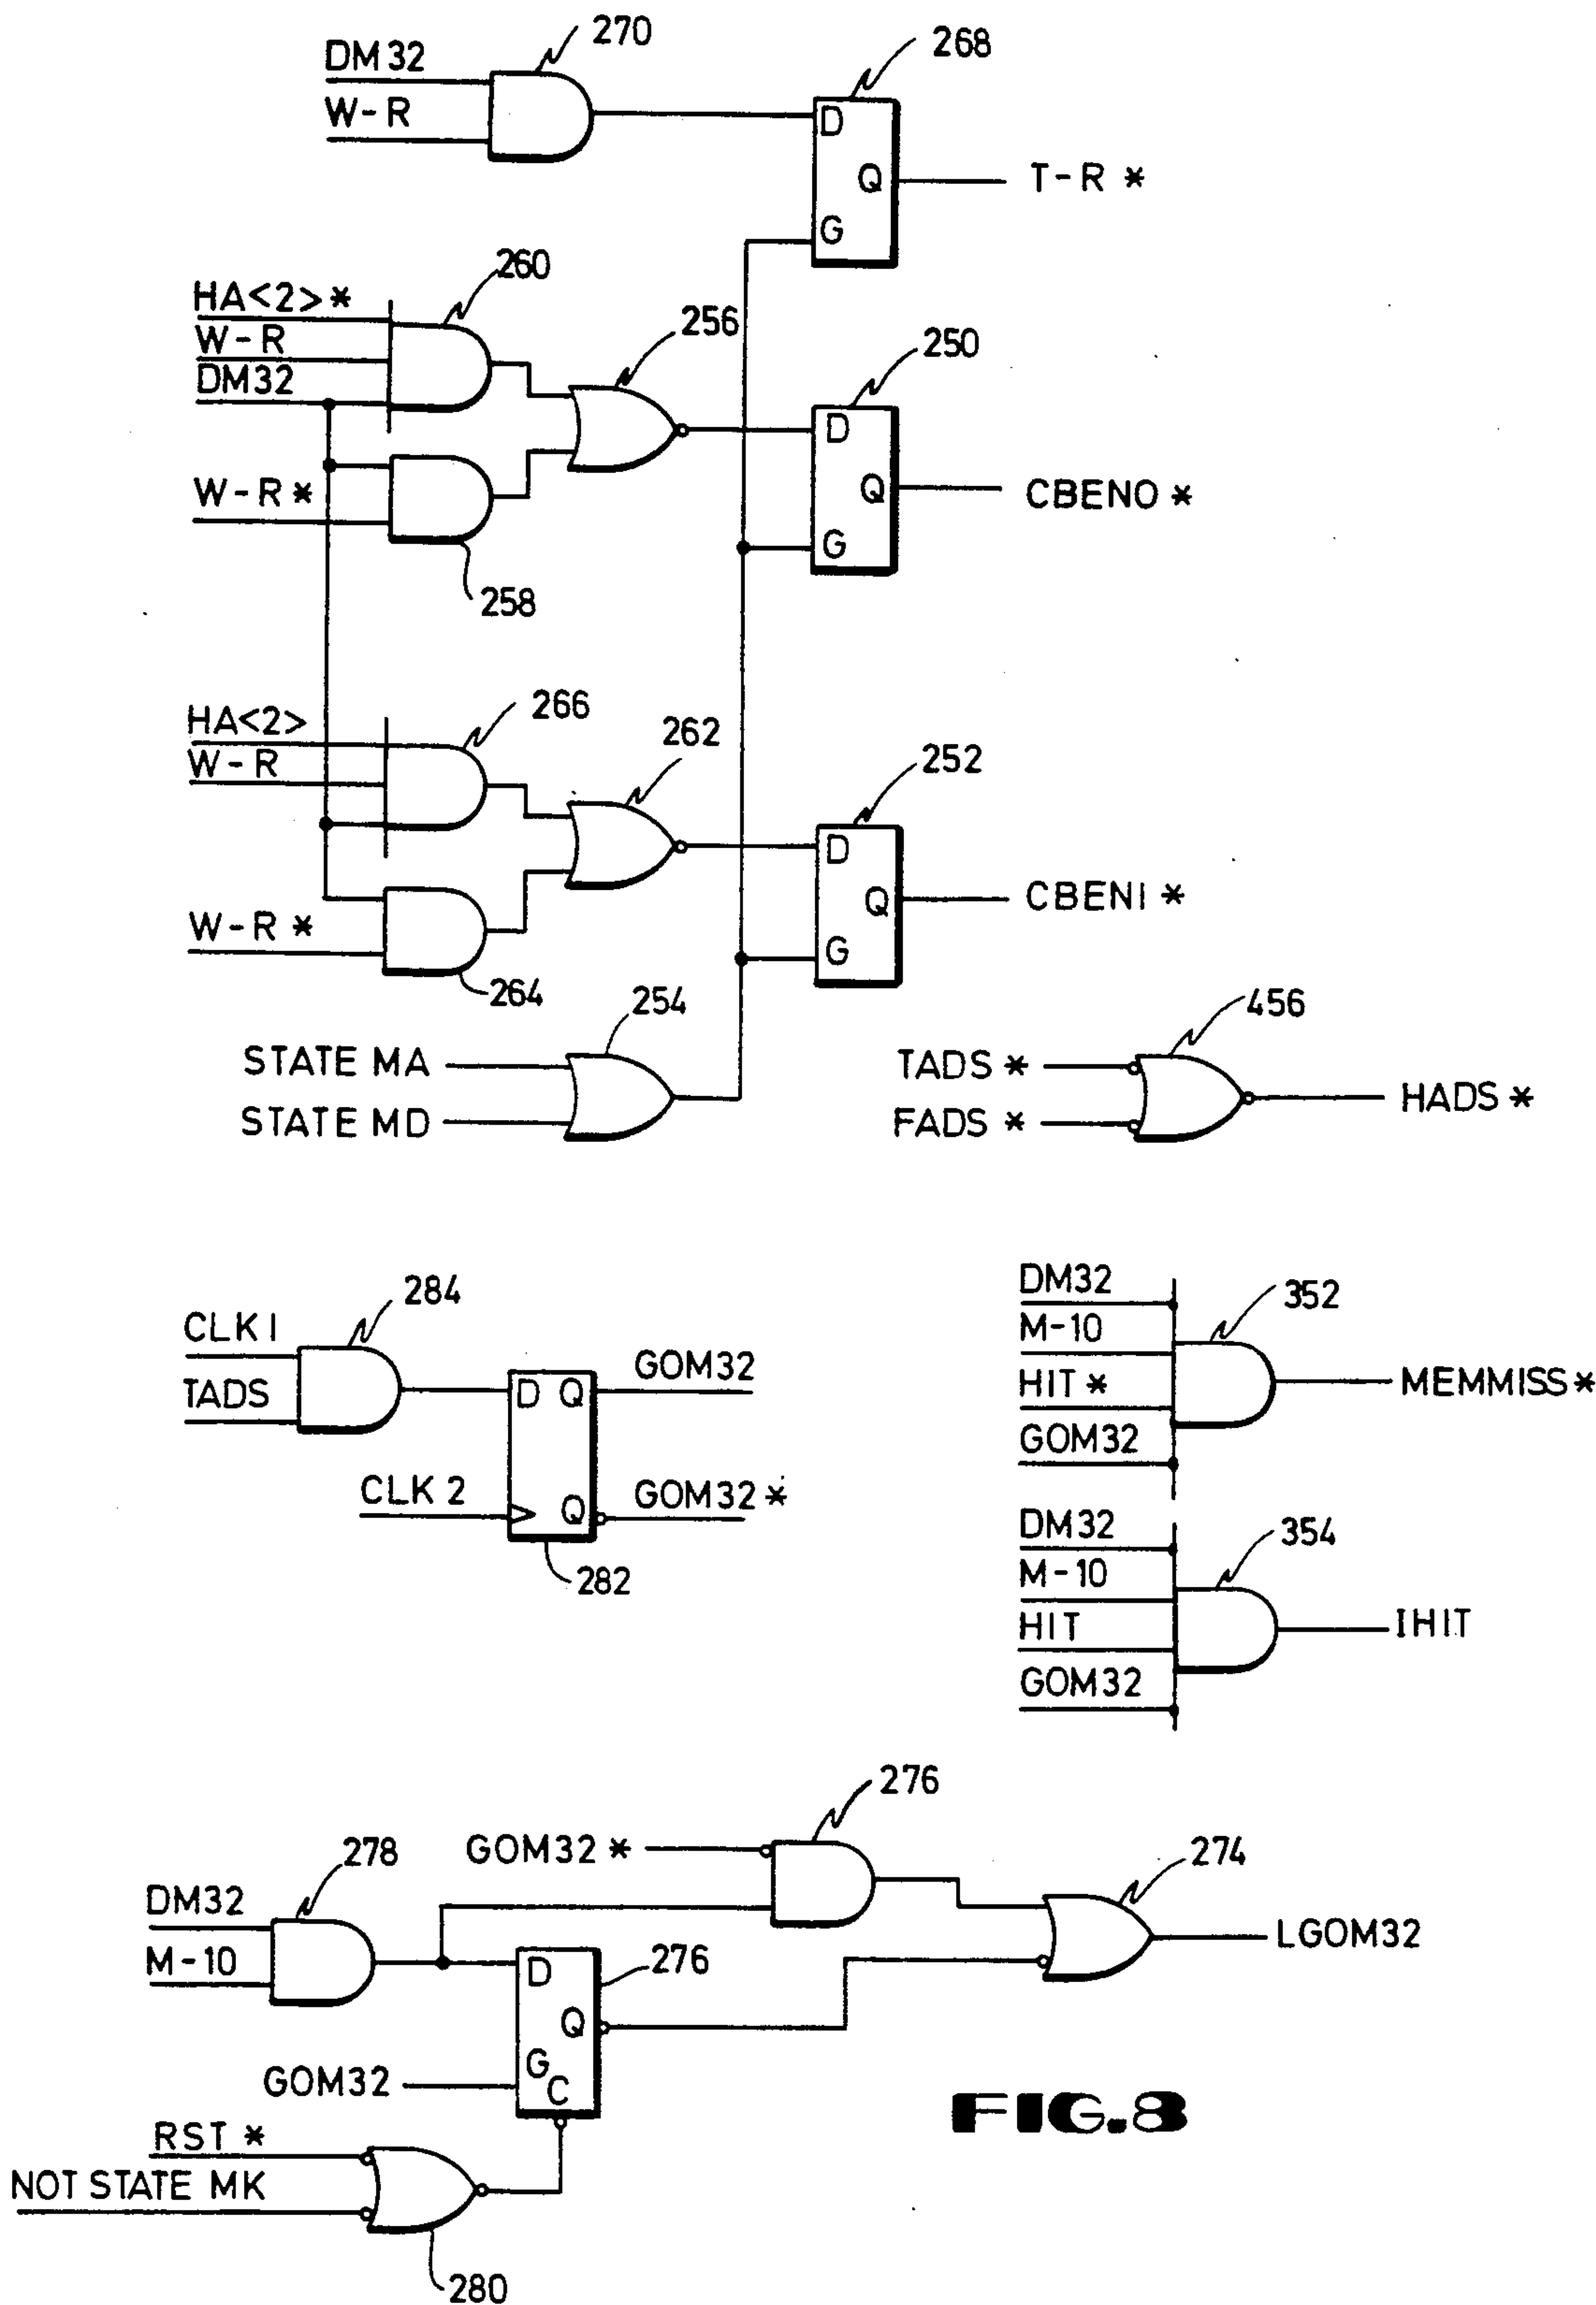 270
268
DM32
W-R
D
Q
T-R *
G
260
HA<2>*
W-R
DM32
256
250
D
Q
CBENO *
G
W-R *
258
HA<2>
W-R
266
262
252
D
Q
CBENI *
G
W-R *
264
254
STATE MA
STATE MD
456
TADS *
FADS *
HADS *
284
CLK1
TADS
D Q
GOM32
CLK 2
Q
GOM32 *
282
DM32
M-10
HIT *
GOM32
352
MEMMISS *
DM32
M-10
HIT
GOM32
354
IHIT
276
GOM32 *
274
278
DM32
M-10
LGOM32
D
276
Q
G
C
GOM32
RST *
NOT STATE MK
280
FIG.8